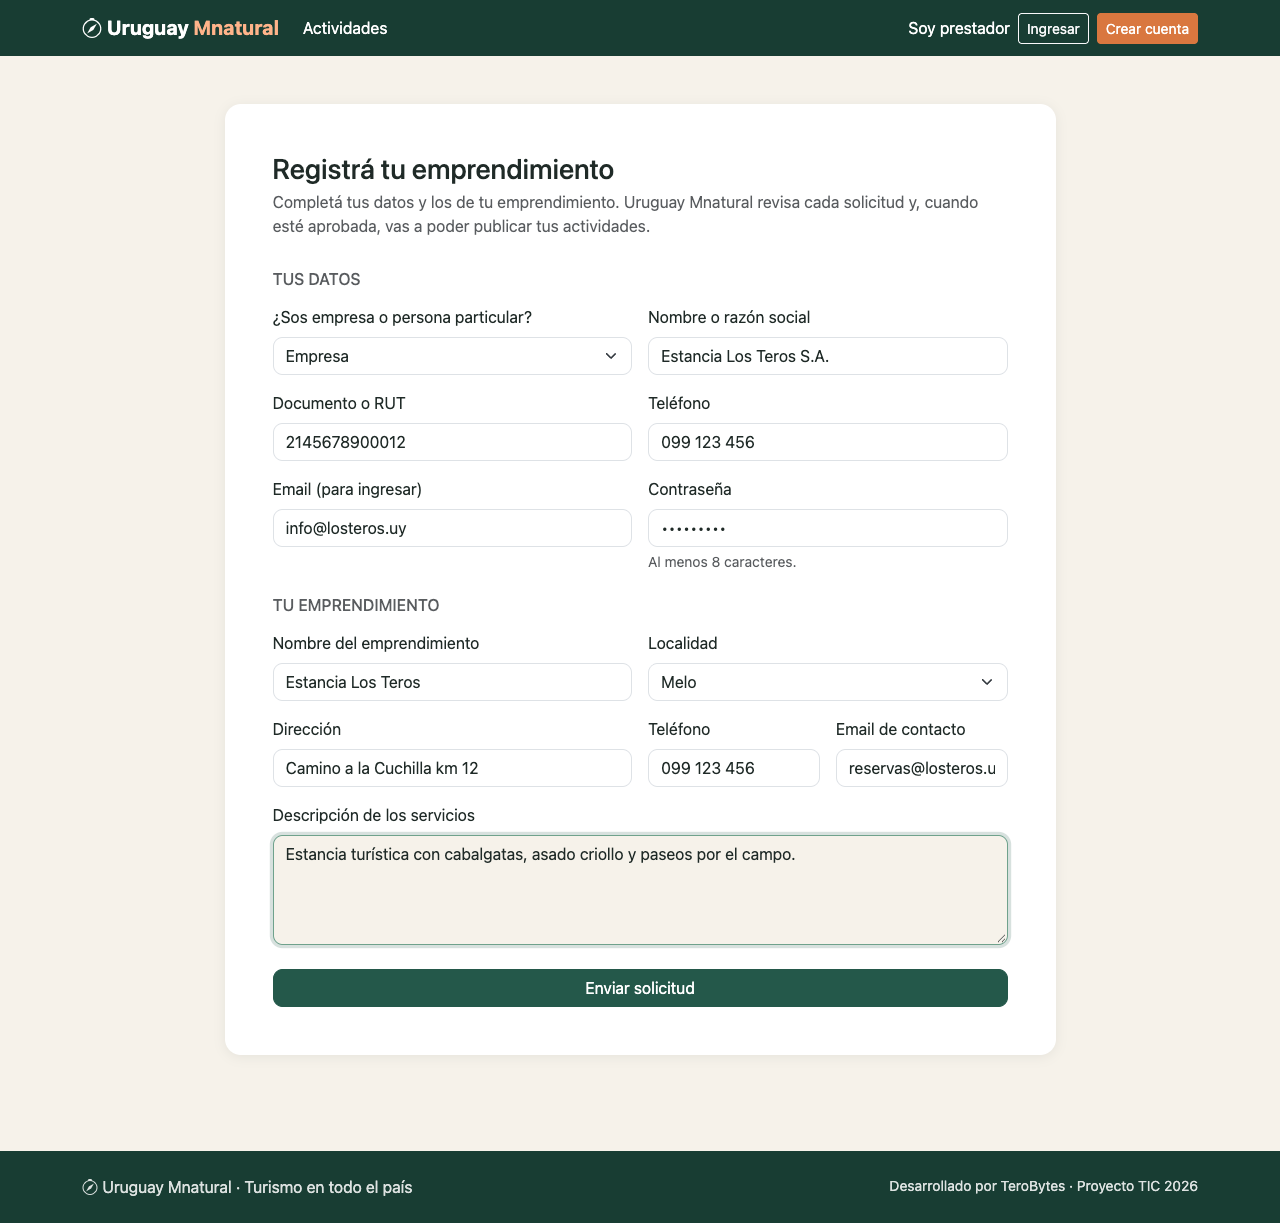 Uruguay Mnatural
Actividades
Soy prestador
Ingresar
Crear cuenta
Registrá tu emprendimiento
Completá tus datos y los de tu emprendimiento. Uruguay Mnatural revisa cada solicitud y, cuando
esté aprobada, vas a poder publicar tus actividades.
TUS DATOS
¿Sos empresa o persona particular?
Nombre o razón social
Empresa
Estancia Los Teros S.A.
Documento o RUT
Teléfono
2145678900012
099 123 456
Email (para ingresar)
Contraseña
info@losteros.uy
•••••••••
Al menos 8 caracteres.
TU EMPRENDIMIENTO
Nombre del emprendimiento
Localidad
Estancia Los Teros
Melo
Dirección
Teléfono
Email de contacto
Camino a la Cuchilla km 12
099 123 456
reservas@losteros.u
Descripción de los servicios
Estancia turística con cabalgatas, asado criollo y paseos por el campo.
Enviar solicitud
Uruguay Mnatural · Turismo en todo el país
Desarrollado por TeroBytes · Proyecto TIC 2026